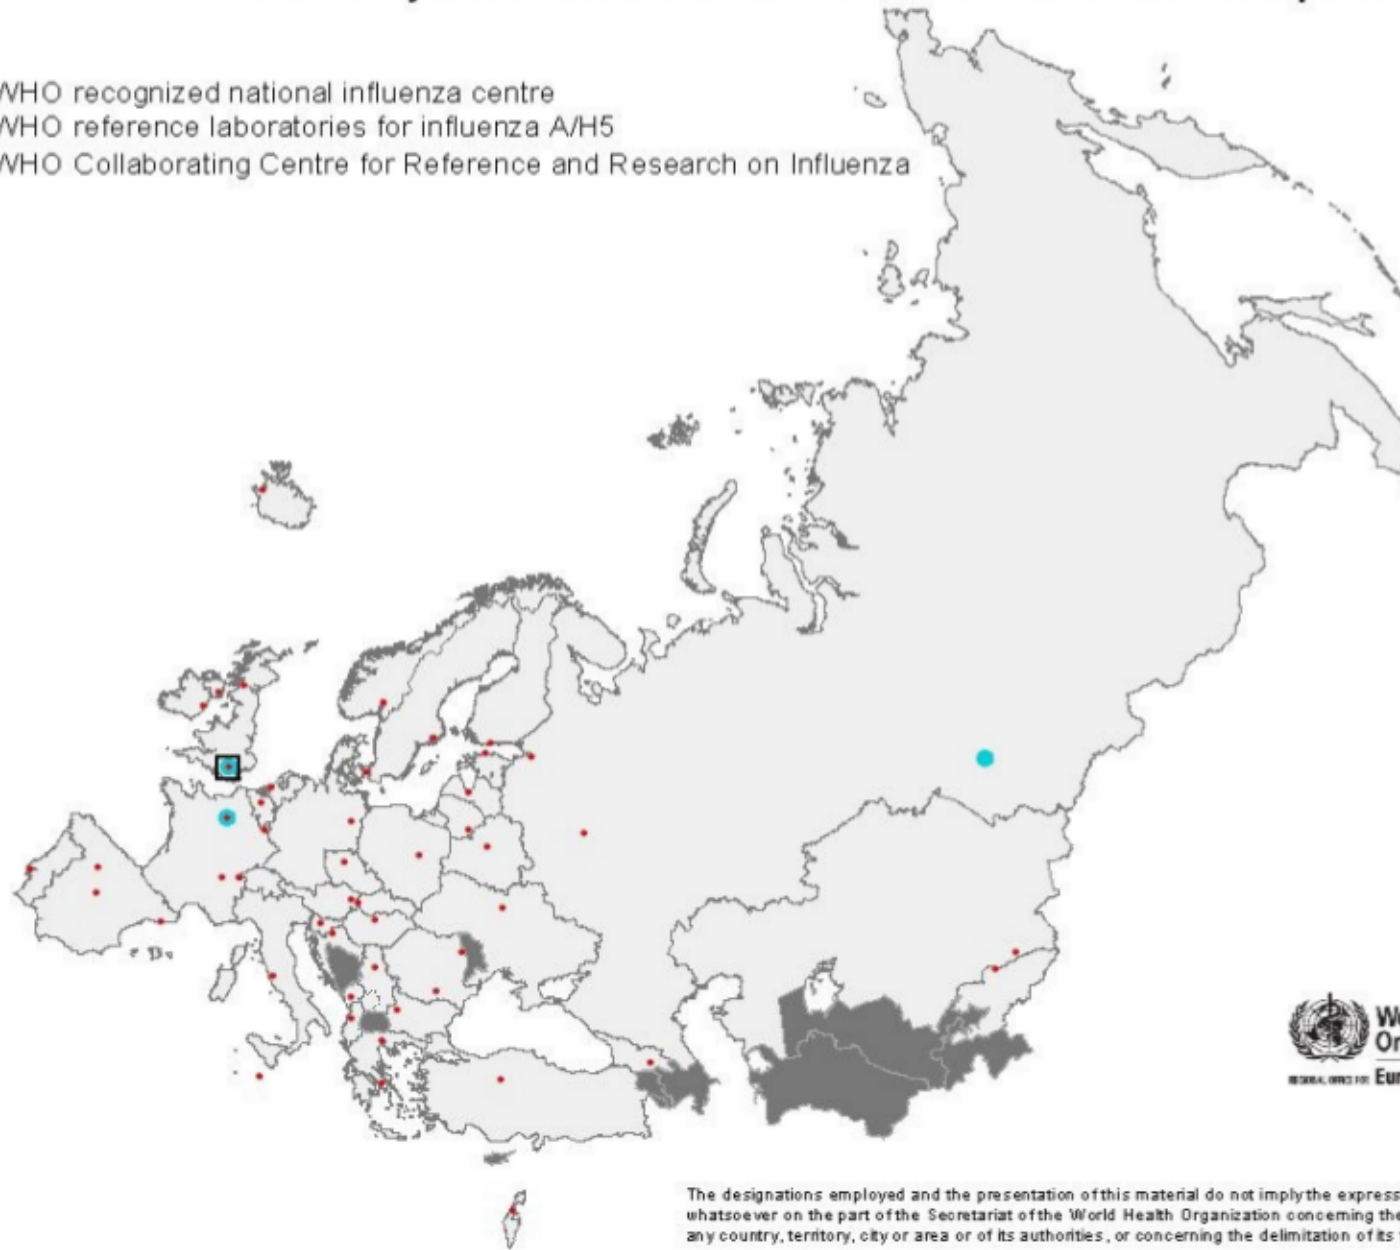 WHO recognized national influenza centre
WHO reference laboratories for influenza A/H5
WHO Collaborating Centre for Reference and Research on Influenza
REGIONAL OFFICE FOR
The designations employed and the presentation of this material do not imply the express
whatsoever on the part of the Secretariat of the World Health Organization concerning the
any country, territory, city or area or of its authorities, or concerning the delimitation of its